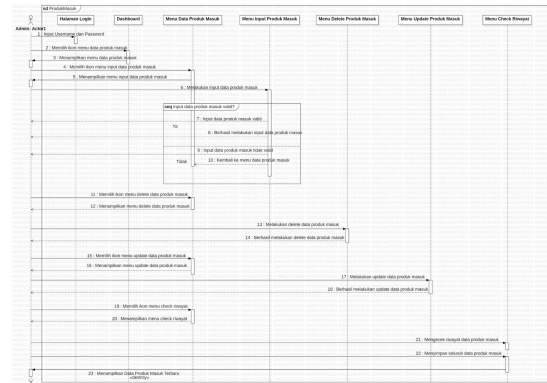 sd ProdukMasuk
Halaman Login
Dashboard
Menu Data Produk Masuk
Menu Input Produk Masuk
Menu Delete Produk Masuk
Menu Update Produk Masuk
Menu Check Riwayat
Admin: Actor1
1 : Input Username dan Password
2 : Memilih ikon menu data produk masuk
3 : Menampilkan menu data produk masuk
4 : Memilih ikon menu input data produk masuk
5 : Menampilkan menu input data produk masuk
6 : Melakukan input data produk masuk
seq Input data produk masuk valid?
7 : Input data produk masuk valid
Ya
8 : Berhasil melakukan input data produk masuk
9 : Input data produk masuk tidak valid
Tidak
10 : Kembali ke menu data produk masuk
11 : Memilih ikon menu delete data produk masuk
12 : Menampilkan menu delete data produk masuk
13 : Melakukan delete data produk masuk
14 : Berhasil melakukan delete data produk masuk
15 : Memilih ikon menu update data produk masuk
16 : Menampilkan menu update data produk masuk
17 : Melakukan update data produk masuk
18 : Berhasil melakukan update data produk masuk
19 : Memilih ikon menu check riwayat
20 : Menampilkan menu check riwayat
21 : Mengecek riwayat data produk masuk
22 : Menyimpan seluruh data produk masuk
23 : Menampilkan Data Produk Masuk Terbaru
«destroy»